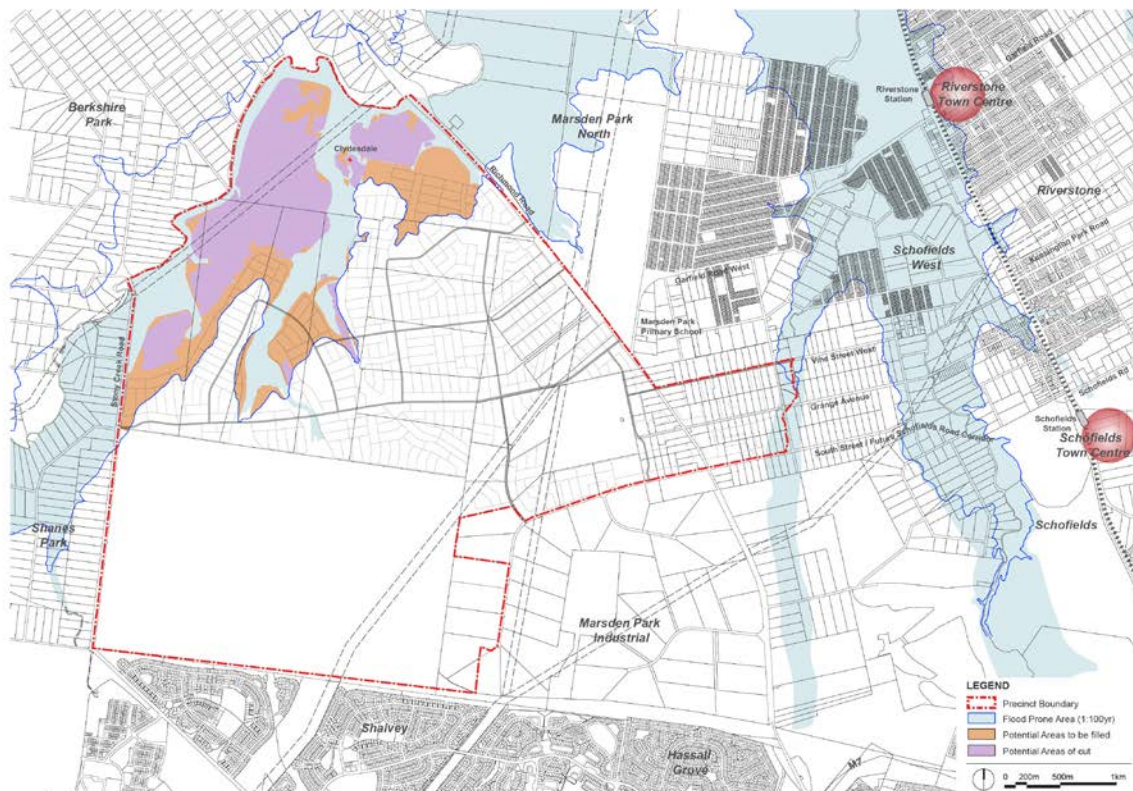 Berkshire
Park
Clydesdale
Marsden Park
North
Richmond Road
Riverstone
Station
Riverstone
Town Centre
Garfield Road
Riverstone
Kensington Park Road
Schofields
West
Garfield Road West
Marsden Park
Primary School
Vine Street West
Grange Avenue
South Street / Future Schofields Road Corridor
Schofields Rd
Schofields
Station
Schofields
Town Centre
Schofields
Stony Creek Road
Shanes
Park
Marsden Park
Industrial
Shalvey
Hassall
Grove
M7
LEGEND
Precinct Boundary
Flood Prone Area (1:100yr)
Potential Areas to be filled
Potential Areas of cut
0 200m 500m 1km